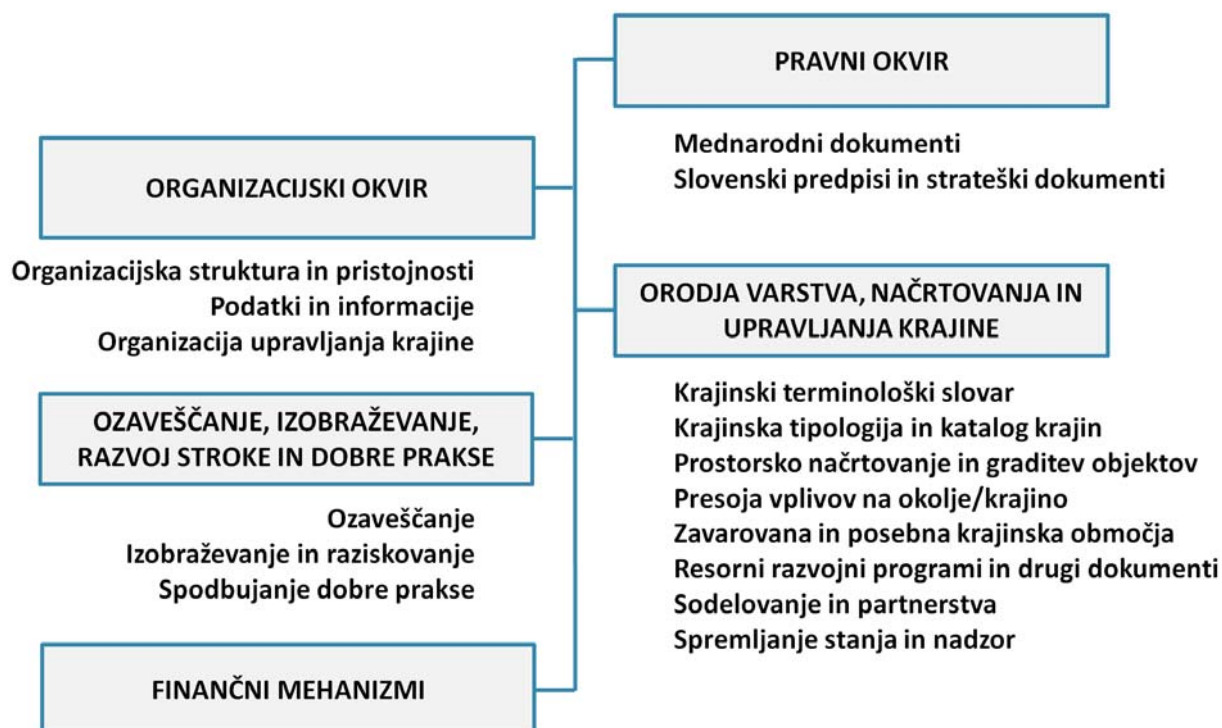 PRAVNI OKVIR
Mednarodni dokumenti
Slovenski predpisi in strateški dokumenti
ORGANIZACIJSKI OKVIR
Organizacijska struktura in pristojnosti
Podatki in informacije
Organizacija upravljanja krajine
ORODJA VARSTVA, NAČRTOVANJA IN
UPRAVLJANJA KRAJINE
Krajinski terminološki slovar
Krajinska tipologija in katalog krajin
Prostorsko načrtovanje in graditev objektov
Presoja vplivov na okolje/krajino
Zavarovana in posebna krajinska območja
Resorni razvojni programi in drugi dokumenti
Sodelovanje in partnerstva
Spremljanje stanja in nadzor
OZAVEŠČANJE, IZOBRAŽEVANJE,
RAZVOJ STROKE IN DOBRE PRAKSE
Ozaveščanje
Izobraževanje in raziskovanje
Spodbujanje dobre prakse
FINANČNI MEHANIZMI